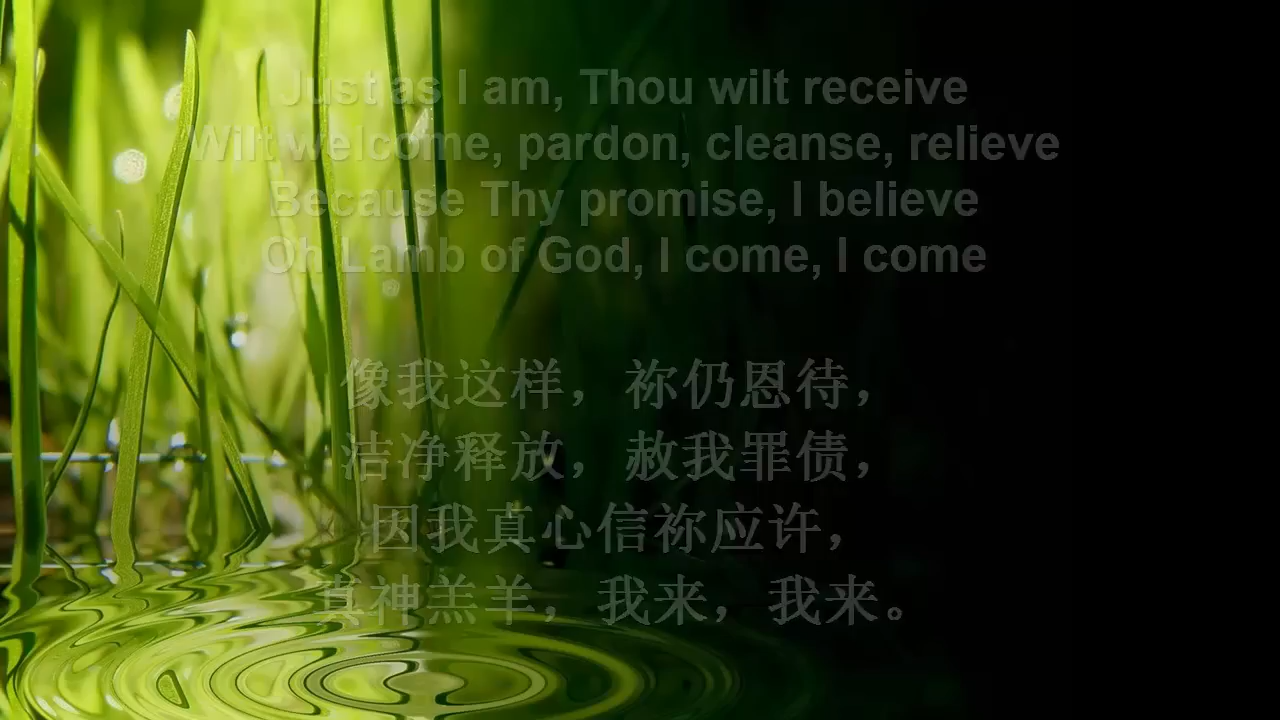 Just as I am, Thou wilt receive
Wilt welcome, pardon, cleanse, relieve
Because Thy promise, I believe
Oh Lamb of God, I come, I come
像我这样， 祢仍恩待，
洁净释放， 赦我罪债，
因我真心信祢应许，
真神羔羊， 我来， 我来。